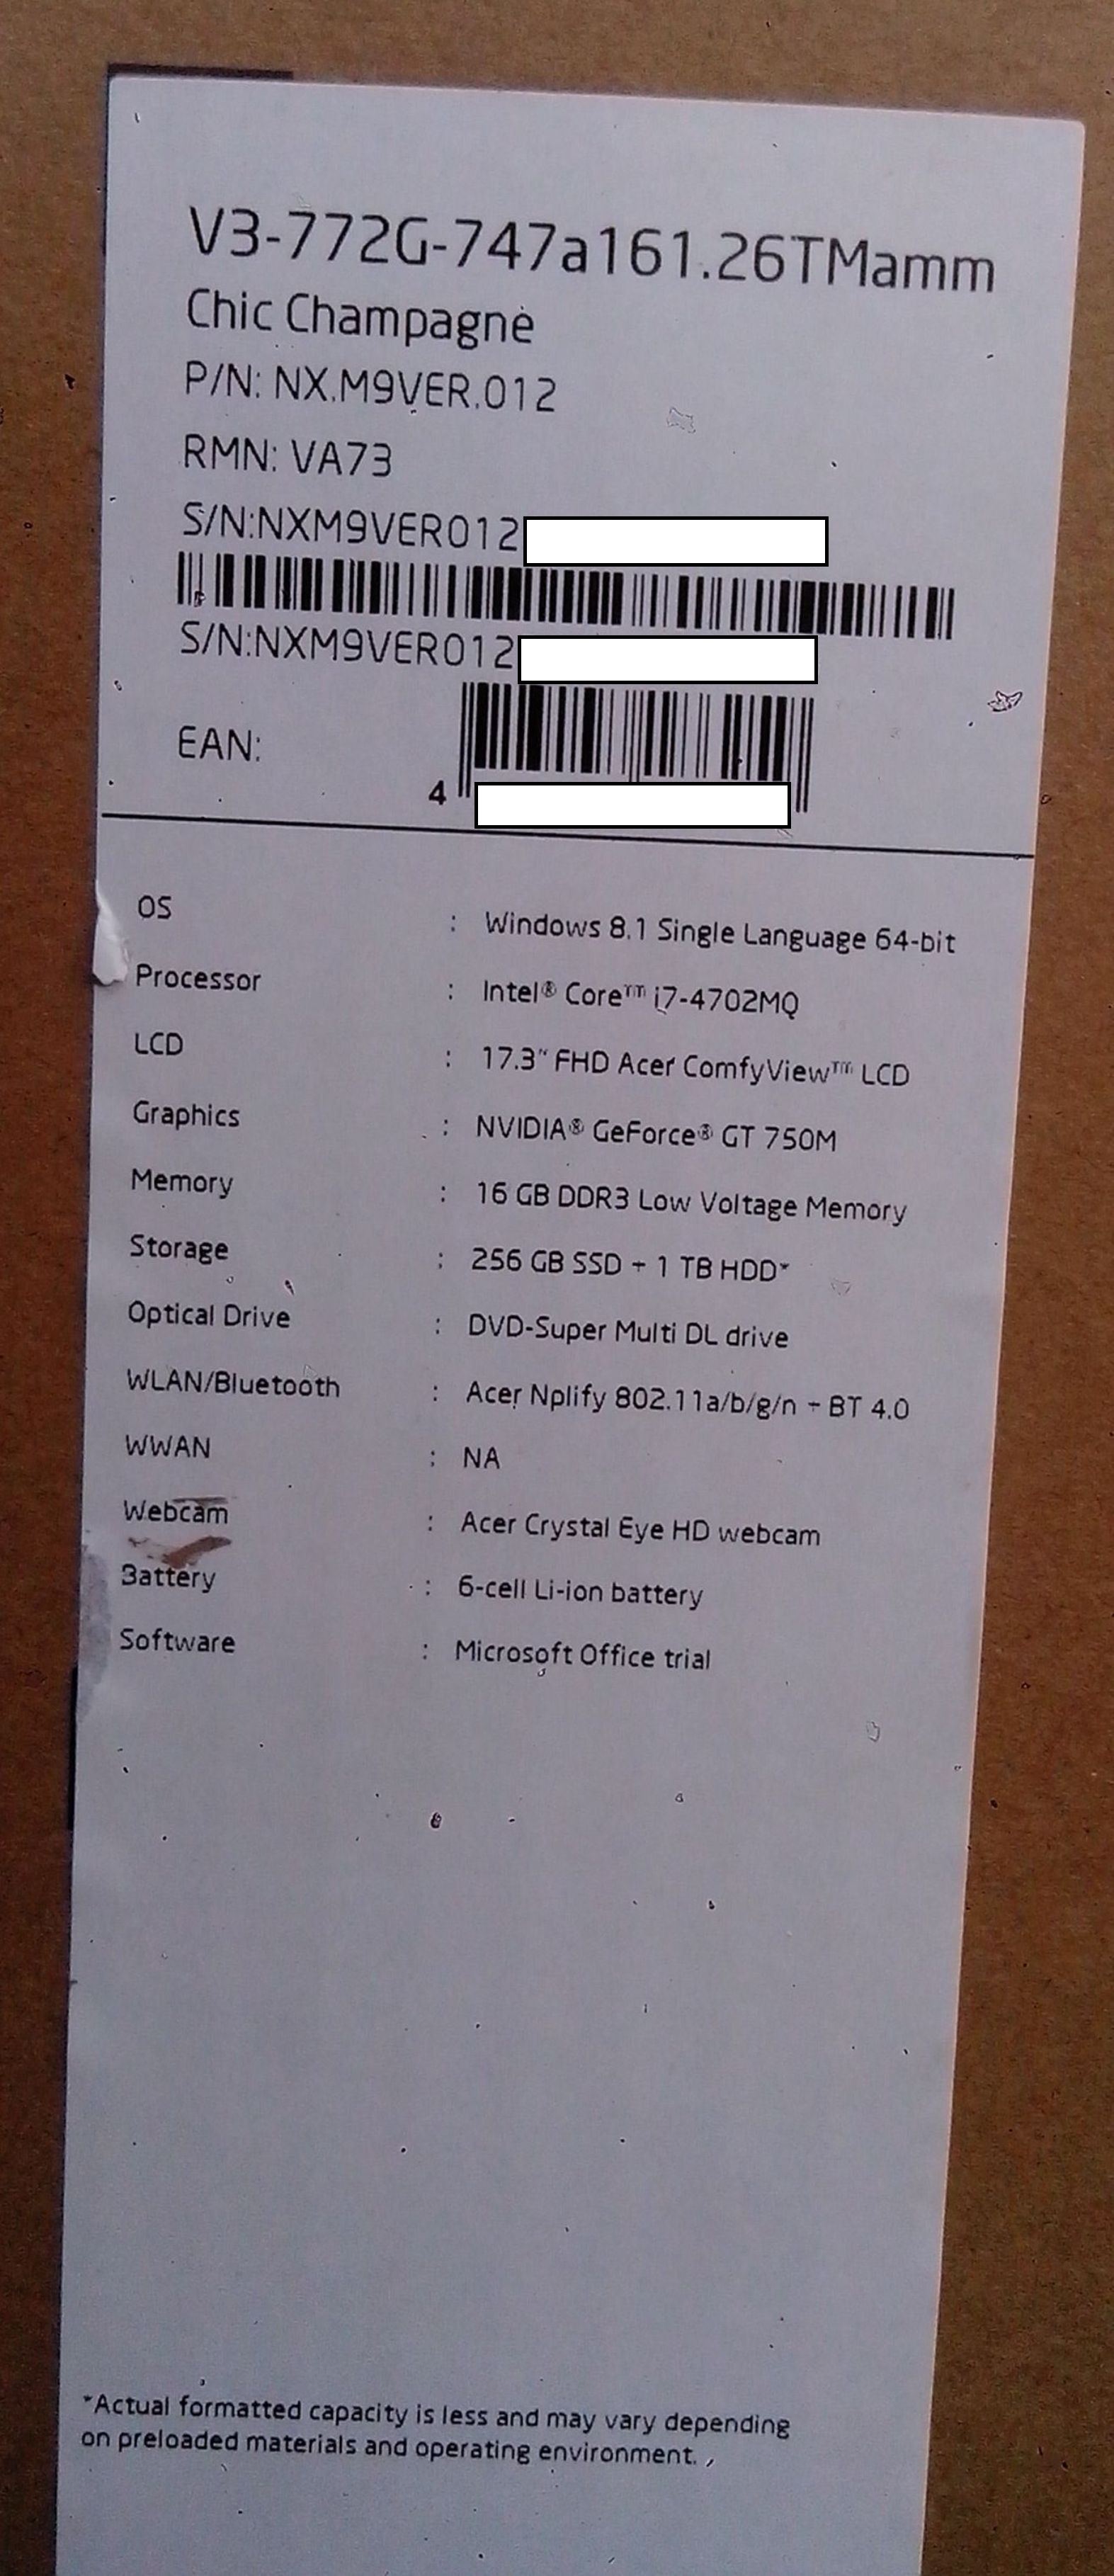 V3-772G-747a161.26TMamm
Chic Champagne
P/N: NX.M9VER.012
RMN: VA73
S/N:NXM9VER012
S/N:NXM9VER012
EAN:
4
OS : Windows 8.1 Single Language 64-bit
Processor : Intel® Core™ i7-4702MQ
LCD : 17.3" FHD Acer ComfyView™ LCD
Graphics : NVIDIA® GeForce® GT 750M
Memory : 16 GB DDR3 Low Voltage Memory
Storage : 256 GB SSD + 1 TB HDD*
Optical Drive : DVD-Super Multi DL drive
WLAN/Bluetooth : Acer Nplify 802.11a/b/g/n + BT 4.0
WWAN : NA
Webcam : Acer Crystal Eye HD webcam
Battery : 6-cell Li-ion battery
Software : Microsoft Office trial
*Actual formatted capacity is less and may vary depending
on preloaded materials and operating environment.